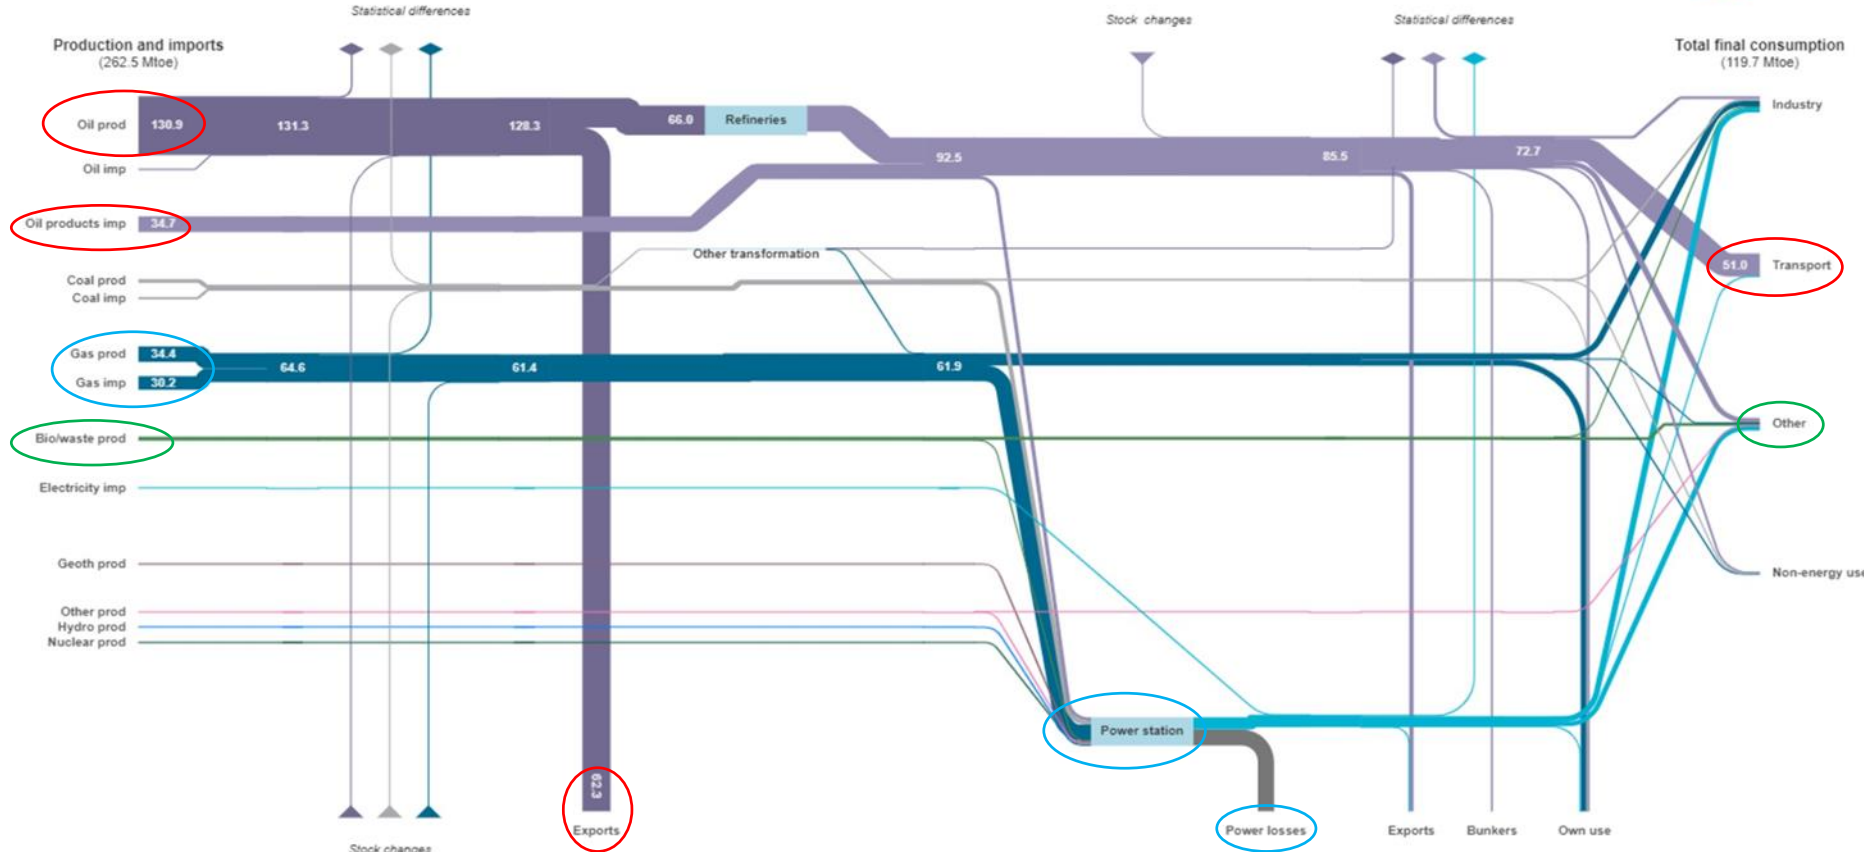 Statistical differences
Stock changes
Statistical differences
Production and imports
(262.5 Mtoe)
Total final consumption
(119.7 Mtoe)
Oil prod
130.9
131.3
128.3
66.0
Refineries
Industry
92.5
85.5
72.7
Oil imp
Oil products imp
34.7
Other transformation
51.0
Transport
Coal prod
Coal imp
Gas prod
34.4
64.6
61.4
61.9
Gas imp
30.2
Bio/waste prod
Other
Electricity imp
Geoth prod
Non-energy use
Other prod
Hydro prod
Nuclear prod
Power station
62.3
Exports
Power losses
Exports
Bunkers
Own use
Stock changes